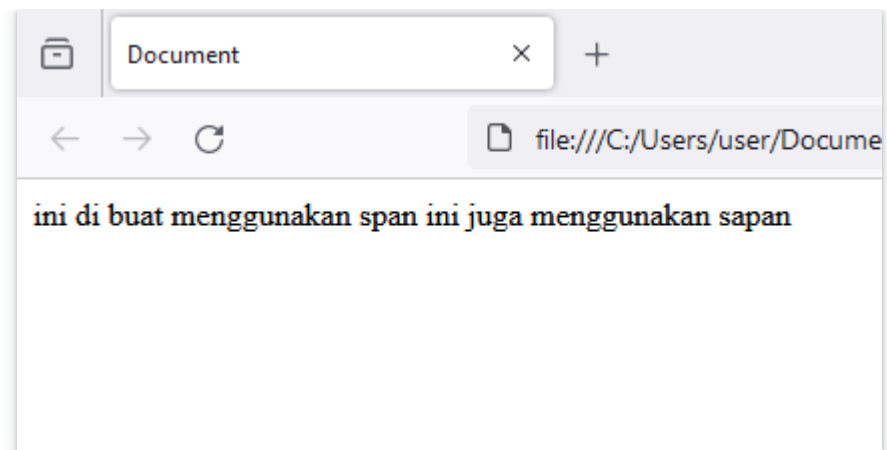 Document
file:///C:/Users/user/Docume
ini di buat menggunakan span ini juga menggunakan sapan